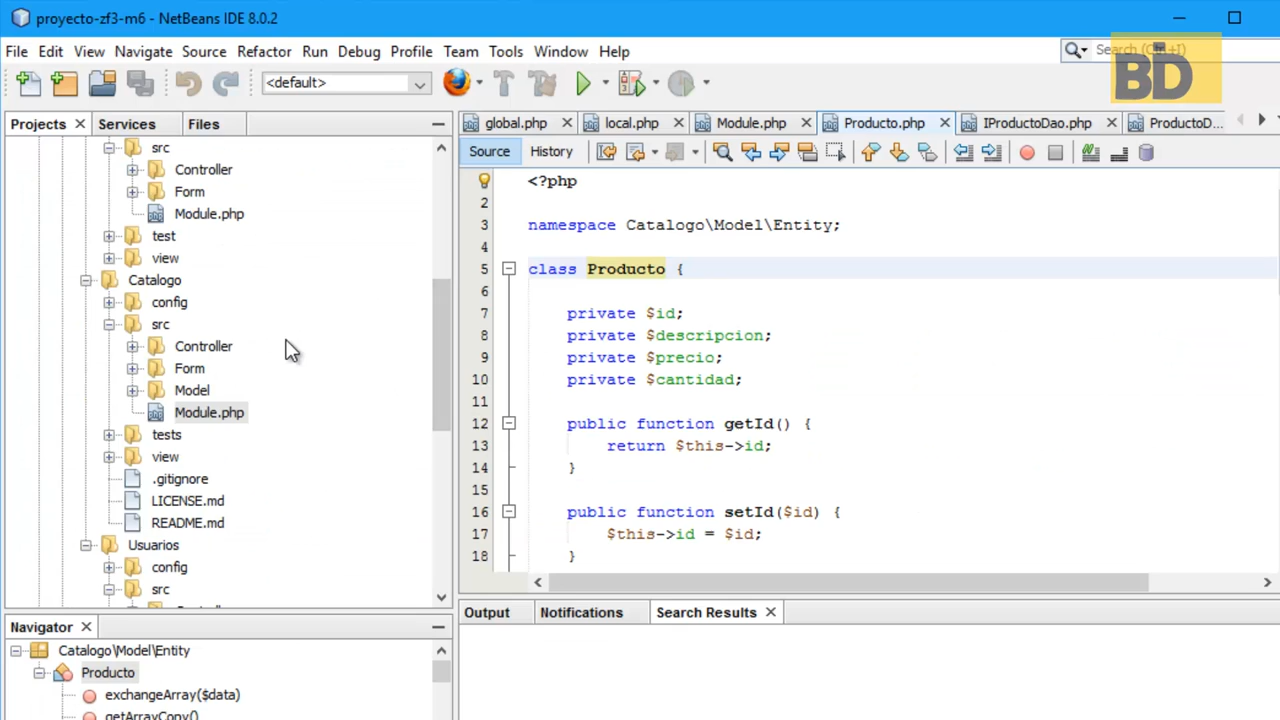 proyecto-zf3-m6 - NetBeans IDE 8.0.2
File Edit View Navigate Source Refactor Run Debug Profile Team Tools Window Help
Search (Ctrl+I)
BD
<default>
Projects Services Files
global.php local.php Module.php Producto.php IProductoDao.php ProductoD...
Source History
src
Controller
Form
Module.php
test
view
Catalogo
config
src
Controller
Form
Model
Module.php
tests
view
.gitignore
LICENSE.md
README.md
Usuarios
config
src
<?php
2
3 namespace Catalogo\Model\Entity;
4
5 class Producto {
6
7 private $id;
8 private $descripcion;
9 private $precio;
10 private $cantidad;
11
12 public function getId() {
13 return $this->id;
14 }
15
16 public function setId($id) {
17 $this->id = $id;
18 }
Output Notifications Search Results
Navigator
Catalogo\Model\Entity
Producto
exchangeArray($data)
getArrayCopy()